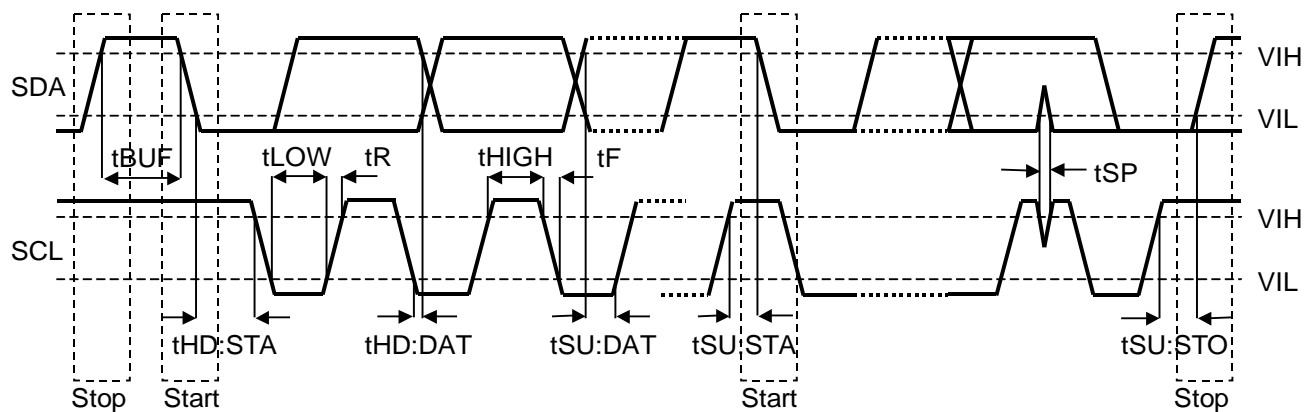 VIH
SDA
VIL
tBUF
tLOW
tR
tHIGH
tF
tSP
VIH
SCL
VIL
tHD:STA
tHD:DAT
tSU:DAT
tSU:STA
tSU:STO
Stop
Start
Start
Stop